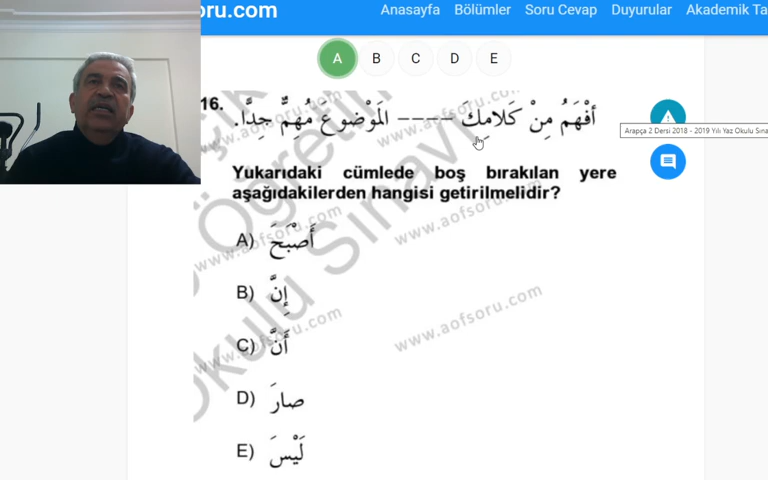 oru.com
Anasayfa Bölümler Soru Cevap Duyurular Akademik Ta
A B C D E
16.
أَفْهَمُ مِنْ كَلامِكَ ---- المَوْضوعَ مُهِمٌّ جِدًّا.
Arapça 2 Dersi 2018 - 2019 Yılı Yaz Okulu Sına
Yukarıdaki cümlede boş bırakılan yere
aşağıdakilerden hangisi getirilmelidir?
A) أَصْبَحَ
B) إِنَّ
C) أَنَّ
D) صارَ
E) لَيْسَ
www.aofsoru.com
www.aofsoru.com
www.aofsoru.com
www.aofsoru.com
Okulu Sınavı